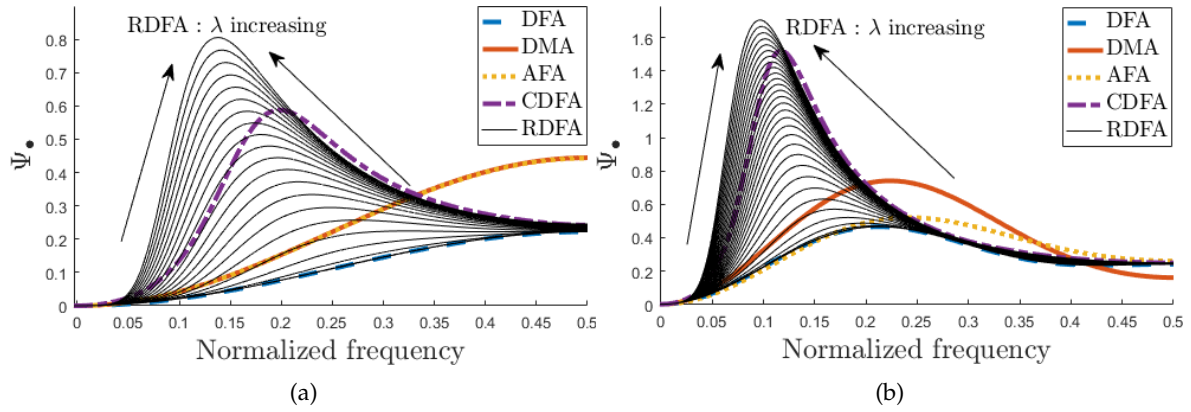 RDFA : λ increasing
DFA
DMA
AFA
CDFA
RDFA
Ψ•
0.8
0.7
0.6
0.5
0.4
0.3
0.2
0.1
0
0 0.05 0.1 0.15 0.2 0.25 0.3 0.35 0.4 0.45 0.5
Normalized frequency
(a)
RDFA : λ increasing
DFA
DMA
AFA
CDFA
RDFA
Ψ•
1.6
1.4
1.2
1
0.8
0.6
0.4
0.2
0
0 0.05 0.1 0.15 0.2 0.25 0.3 0.35 0.4 0.45 0.5
Normalized frequency
(b)